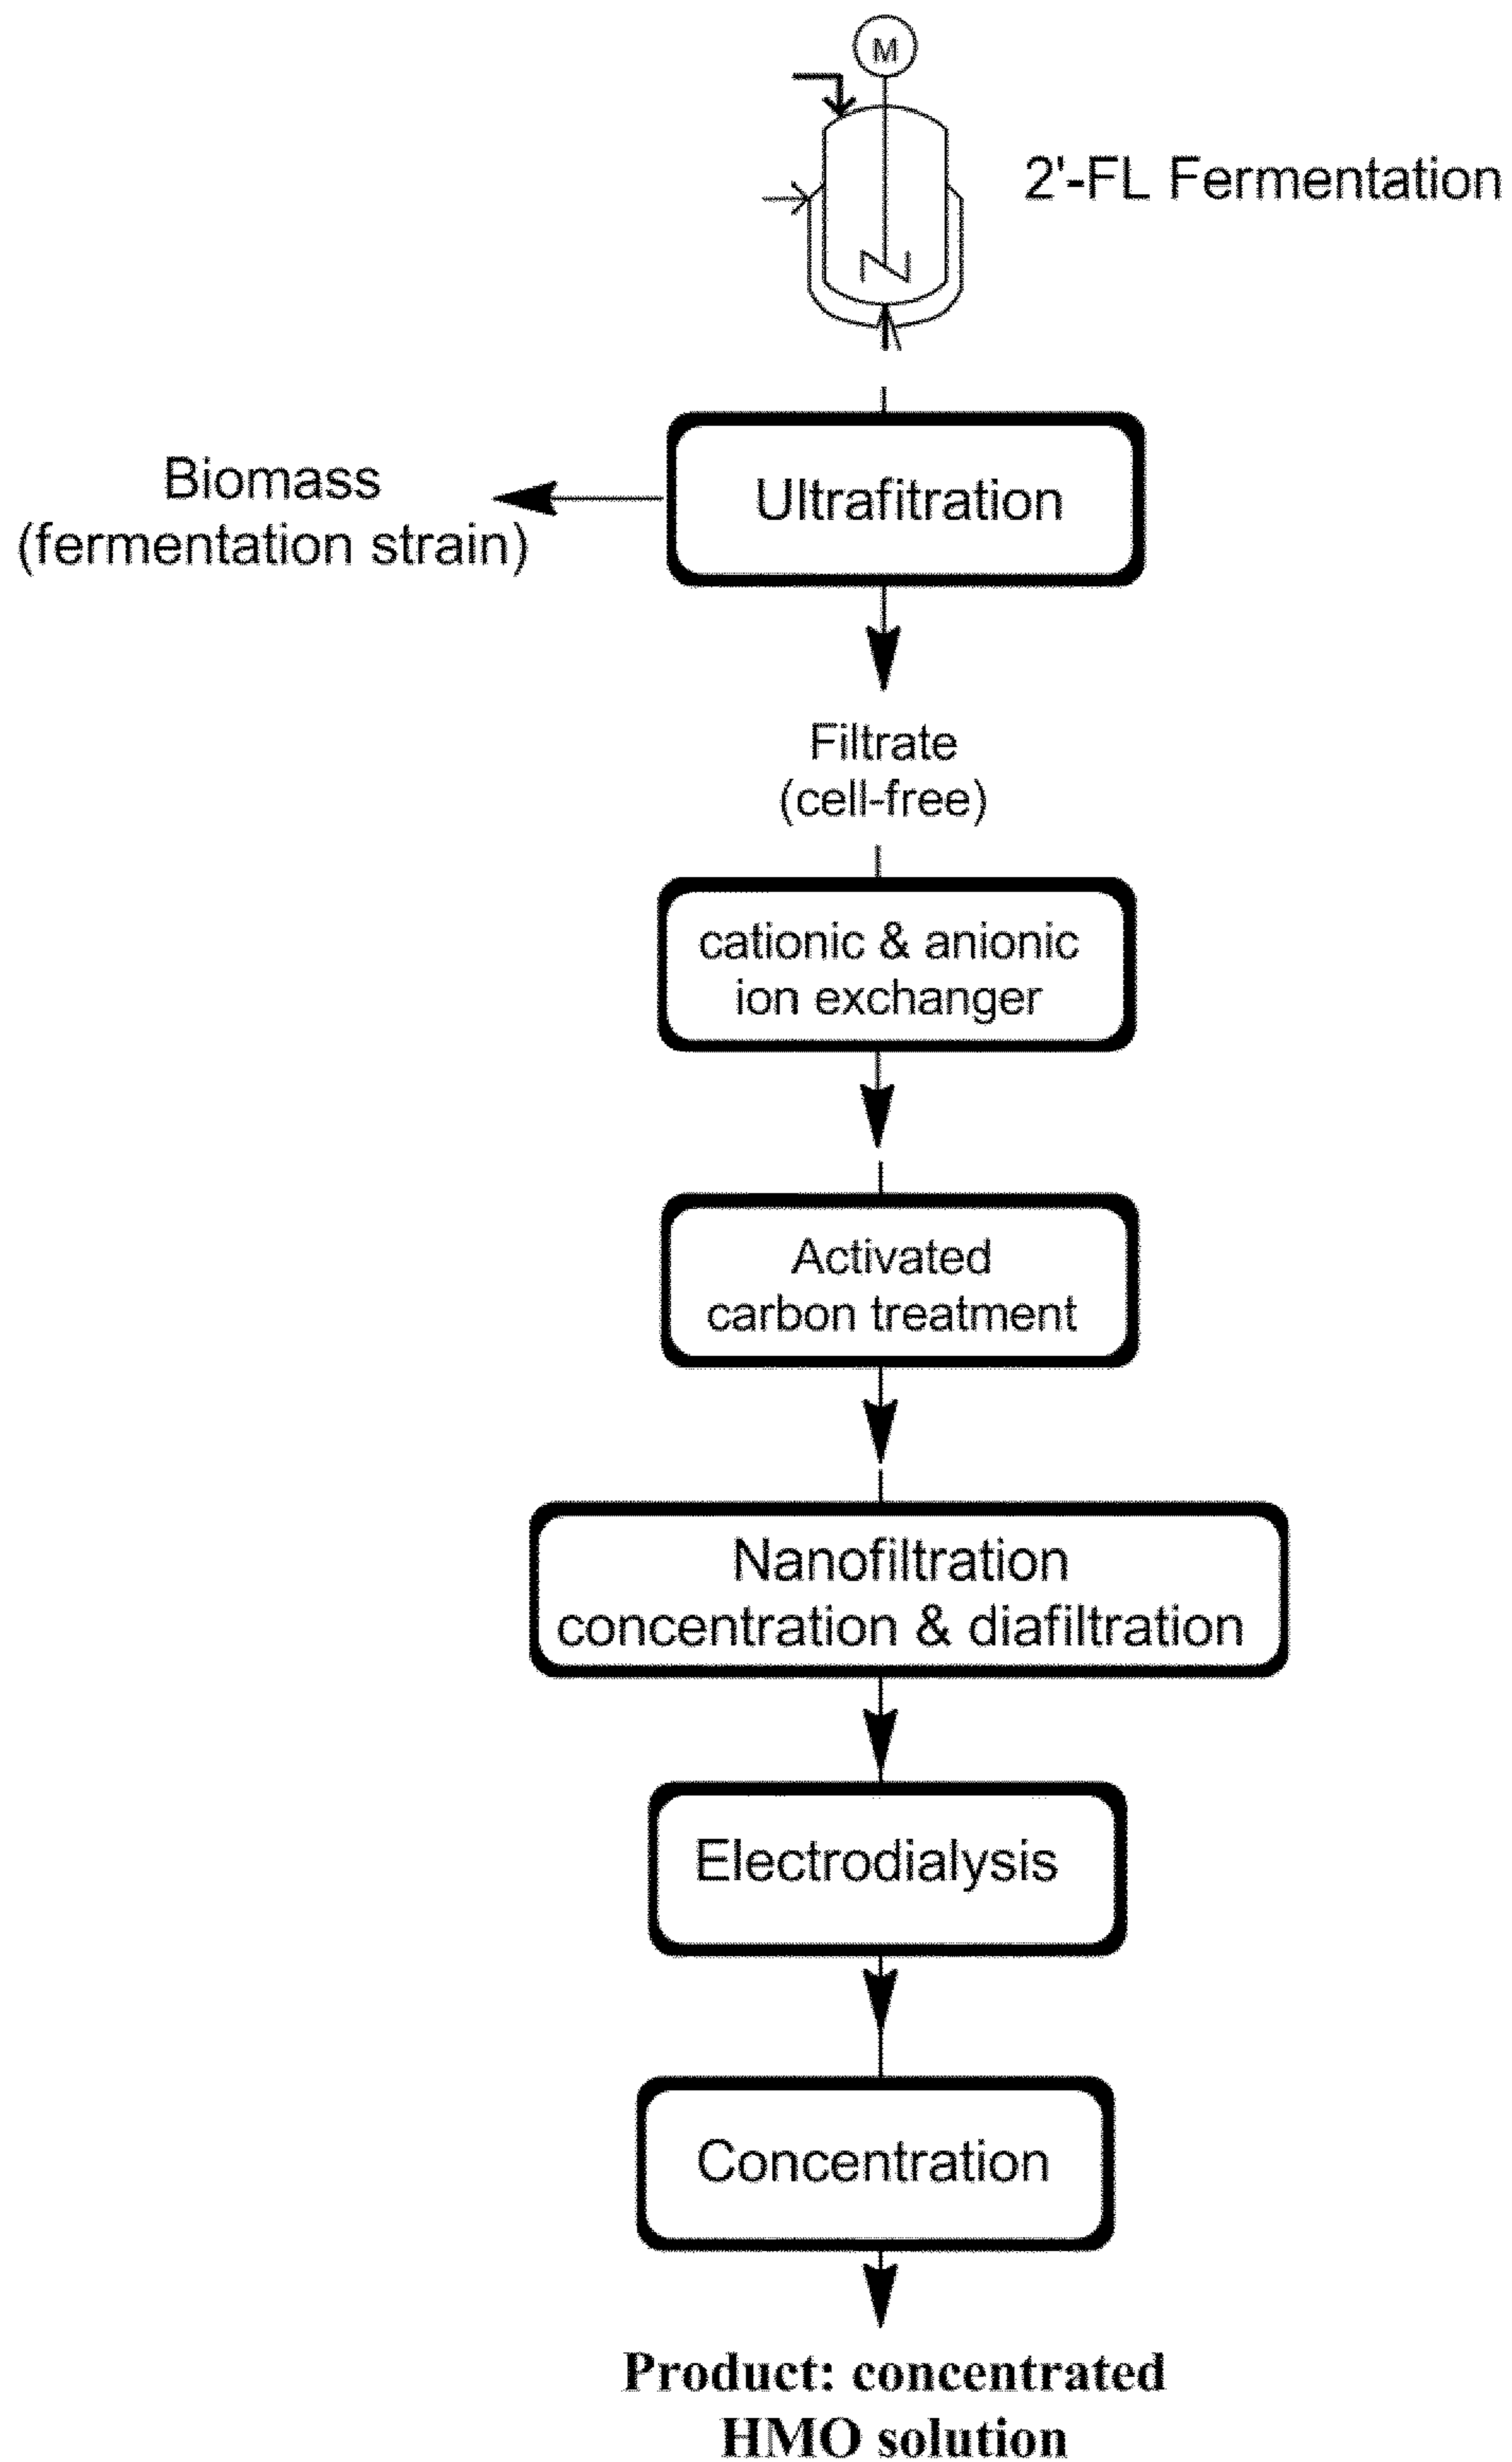 M
2'-FL Fermentation
Ultrafitration
Biomass
(fermentation strain)
Filtrate
(cell-free)
cationic & anionic
ion exchanger
Activated
carbon treatment
Nanofiltration
concentration & diafiltration
Electrodialysis
Concentration
Product: concentrated
HMO solution